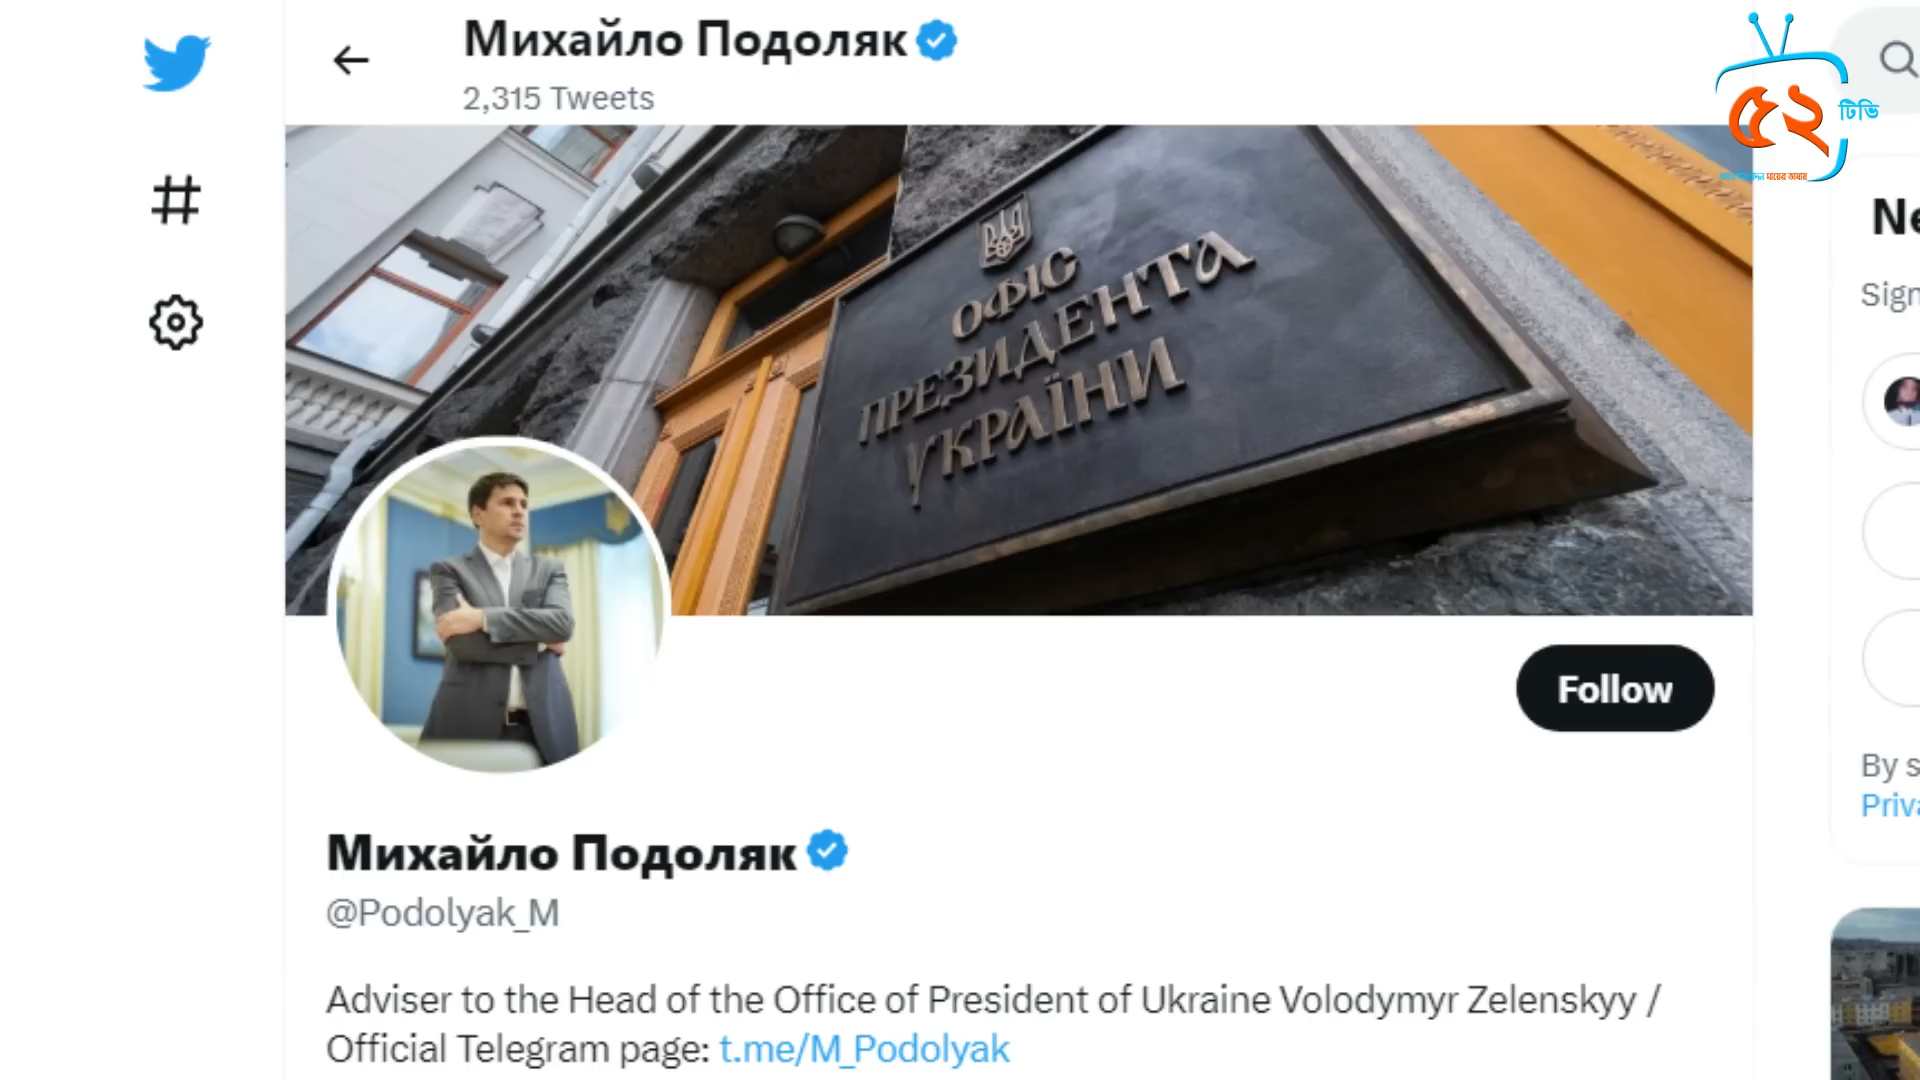 Михайло Подоляк
2,315 Tweets
৫২
টিভি
মায়ের ভাষায়
ОФІС
ПРЕЗИДЕНТА
УКРАЇНИ
Follow
Михайло Подоляк
@Podolyak_M
Adviser to the Head of the Office of President of Ukraine Volodymyr Zelenskyy /
Official Telegram page: t.me/M_Podolyak
Ne
Sign
By s
Priva